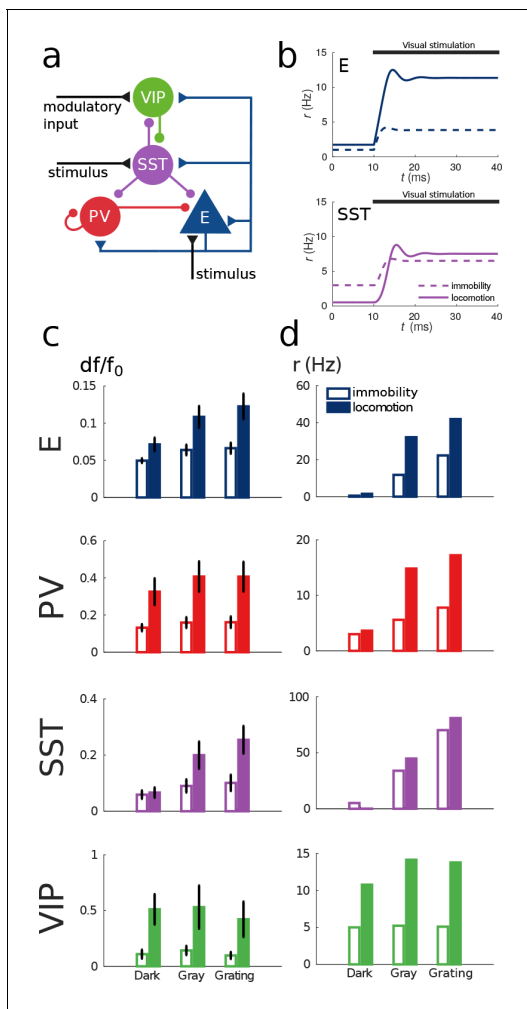 a
VIP
modulatory
input
stimulus
SST
PV
E
stimulus
b
Visual stimulation
E
r (Hz)
15
10
5
0
0 10 20 30 40
t (ms)
Visual stimulation
SST
r (Hz)
15
10
5
0
immobility
locomotion
0 10 20 30 40
t (ms)
c
df/f0
E
0.15
0.1
0.05
0
PV
0.6
0.4
0.2
0
SST
0.4
0.2
0
VIP
1
0.5
0
Dark Gray Grating
d
r (Hz)
immobility
locomotion
60
40
20
0
20
10
0
100
50
0
15
10
5
0
Dark Gray Grating